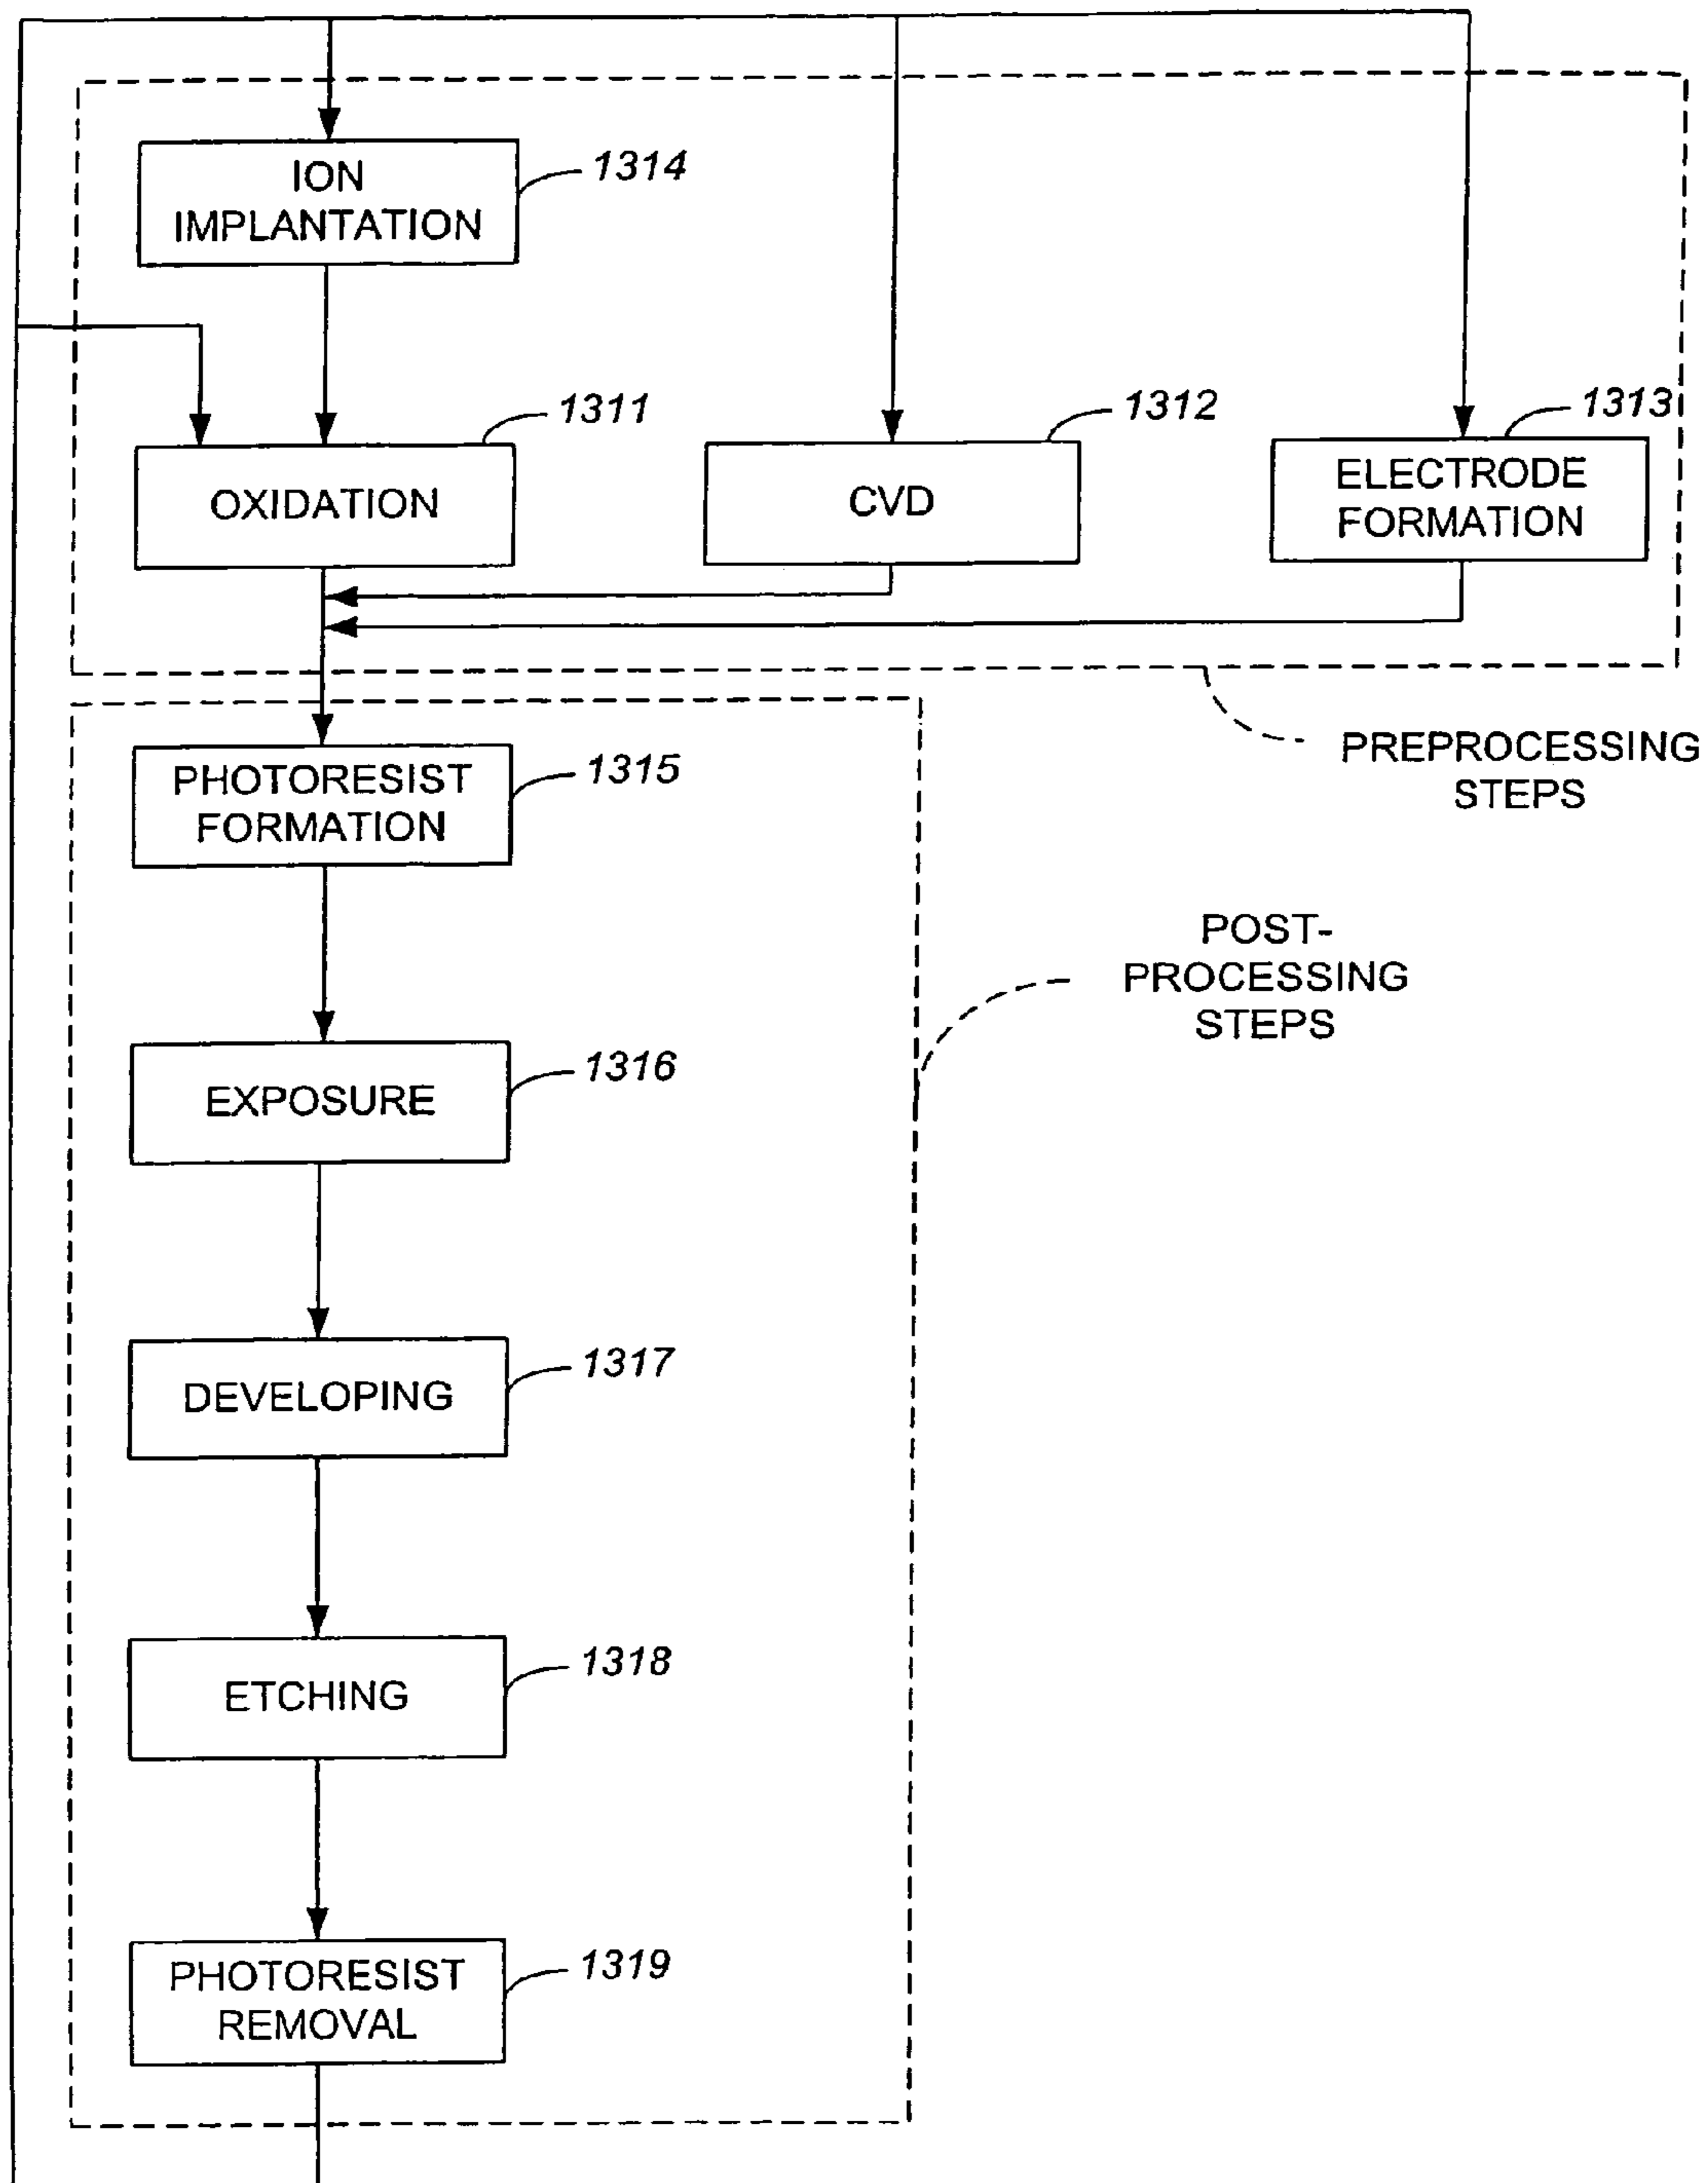 ION
IMPLANTATION
1314
OXIDATION
1311
CVD
1312
ELECTRODE
FORMATION
1313
PREPROCESSING
STEPS
PHOTORESIST
FORMATION
1315
POST-
PROCESSING
STEPS
EXPOSURE
1316
DEVELOPING
1317
ETCHING
1318
PHOTORESIST
REMOVAL
1319